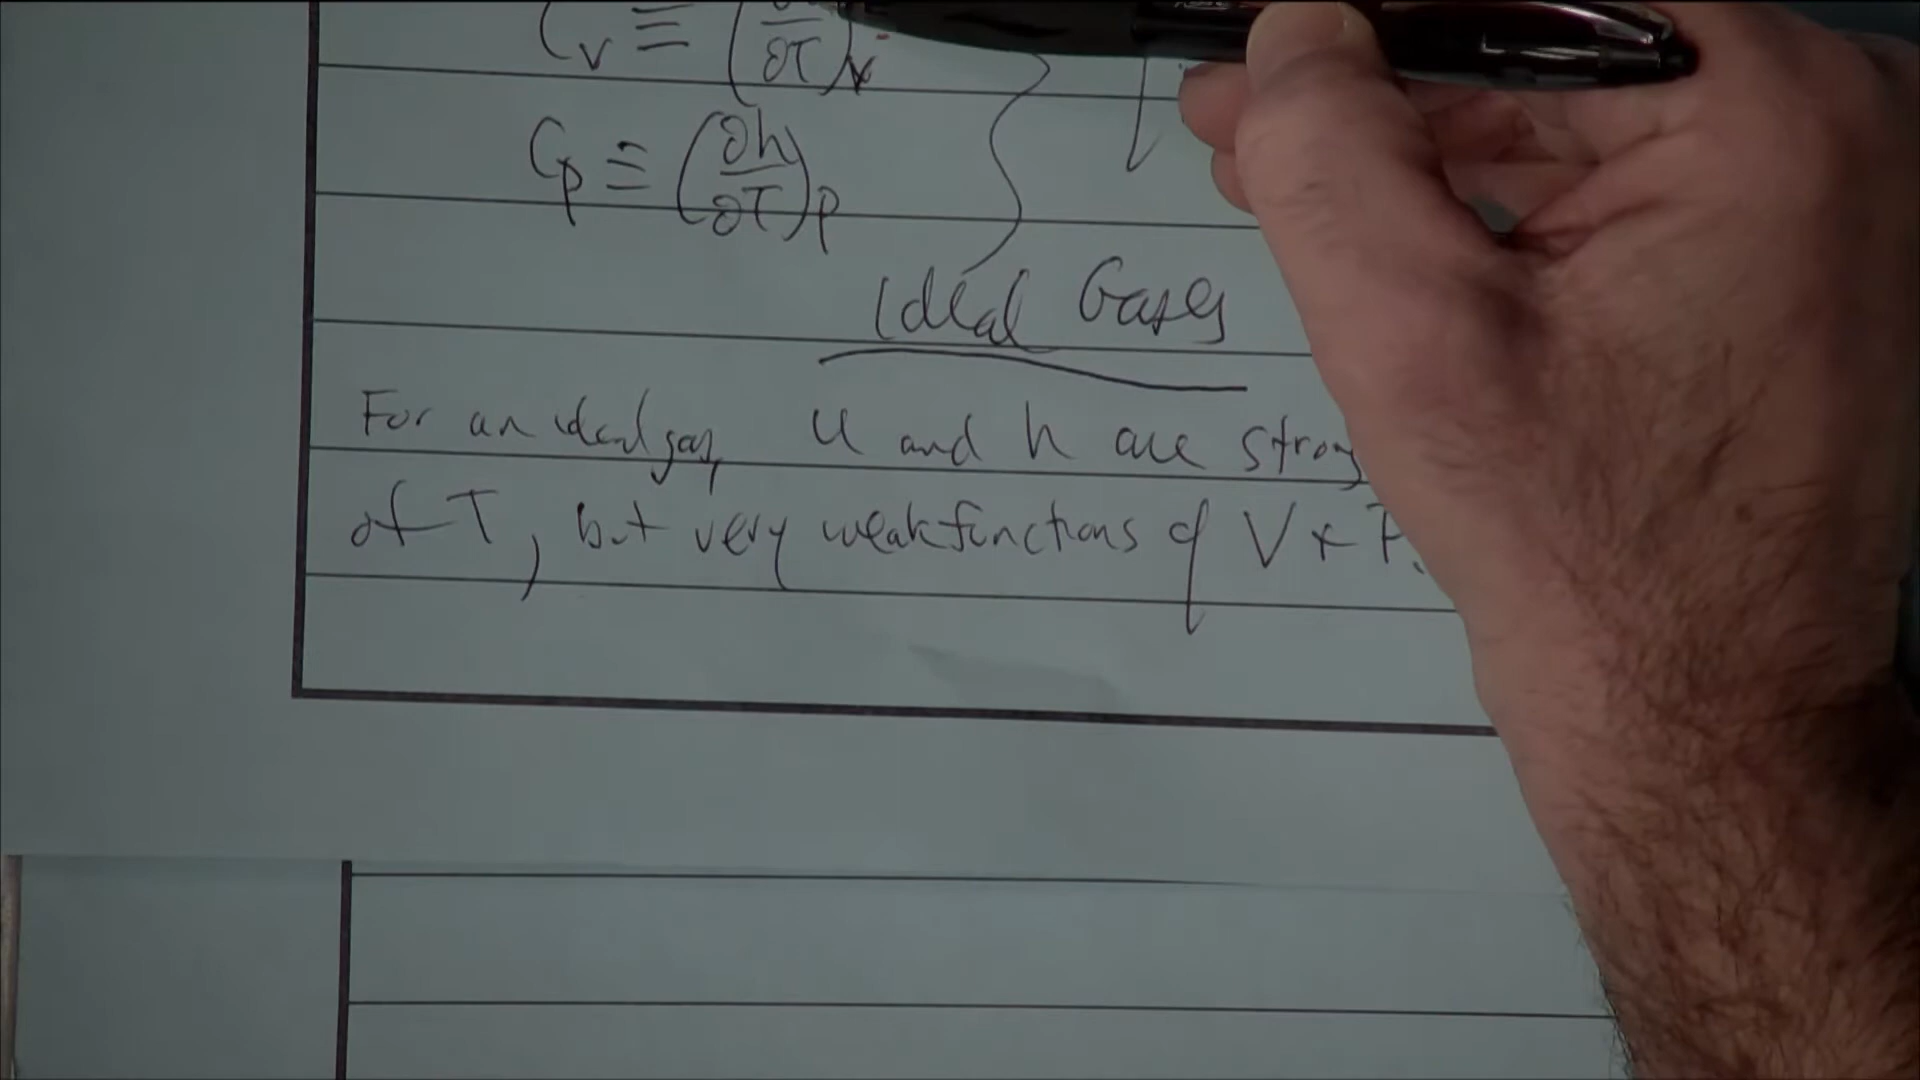 Cv ≡ (∂/∂T)v
Cp ≡ (∂h/∂T)P
Ideal Gases
For an ideal gas, u and h are strong
of T, but very weak functions of V + P.